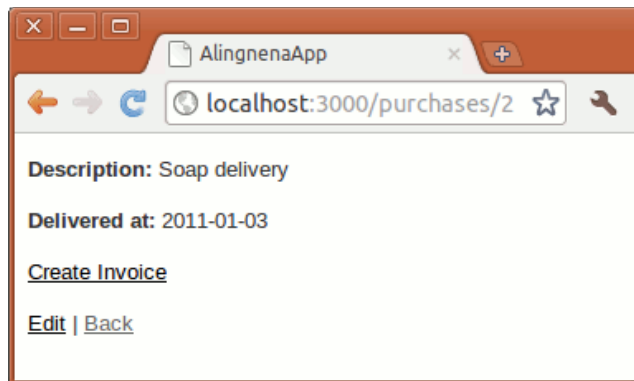 AlingnenaApp
localhost:3000/purchases/2
Description: Soap delivery
Delivered at: 2011-01-03
Create Invoice
Edit | Back